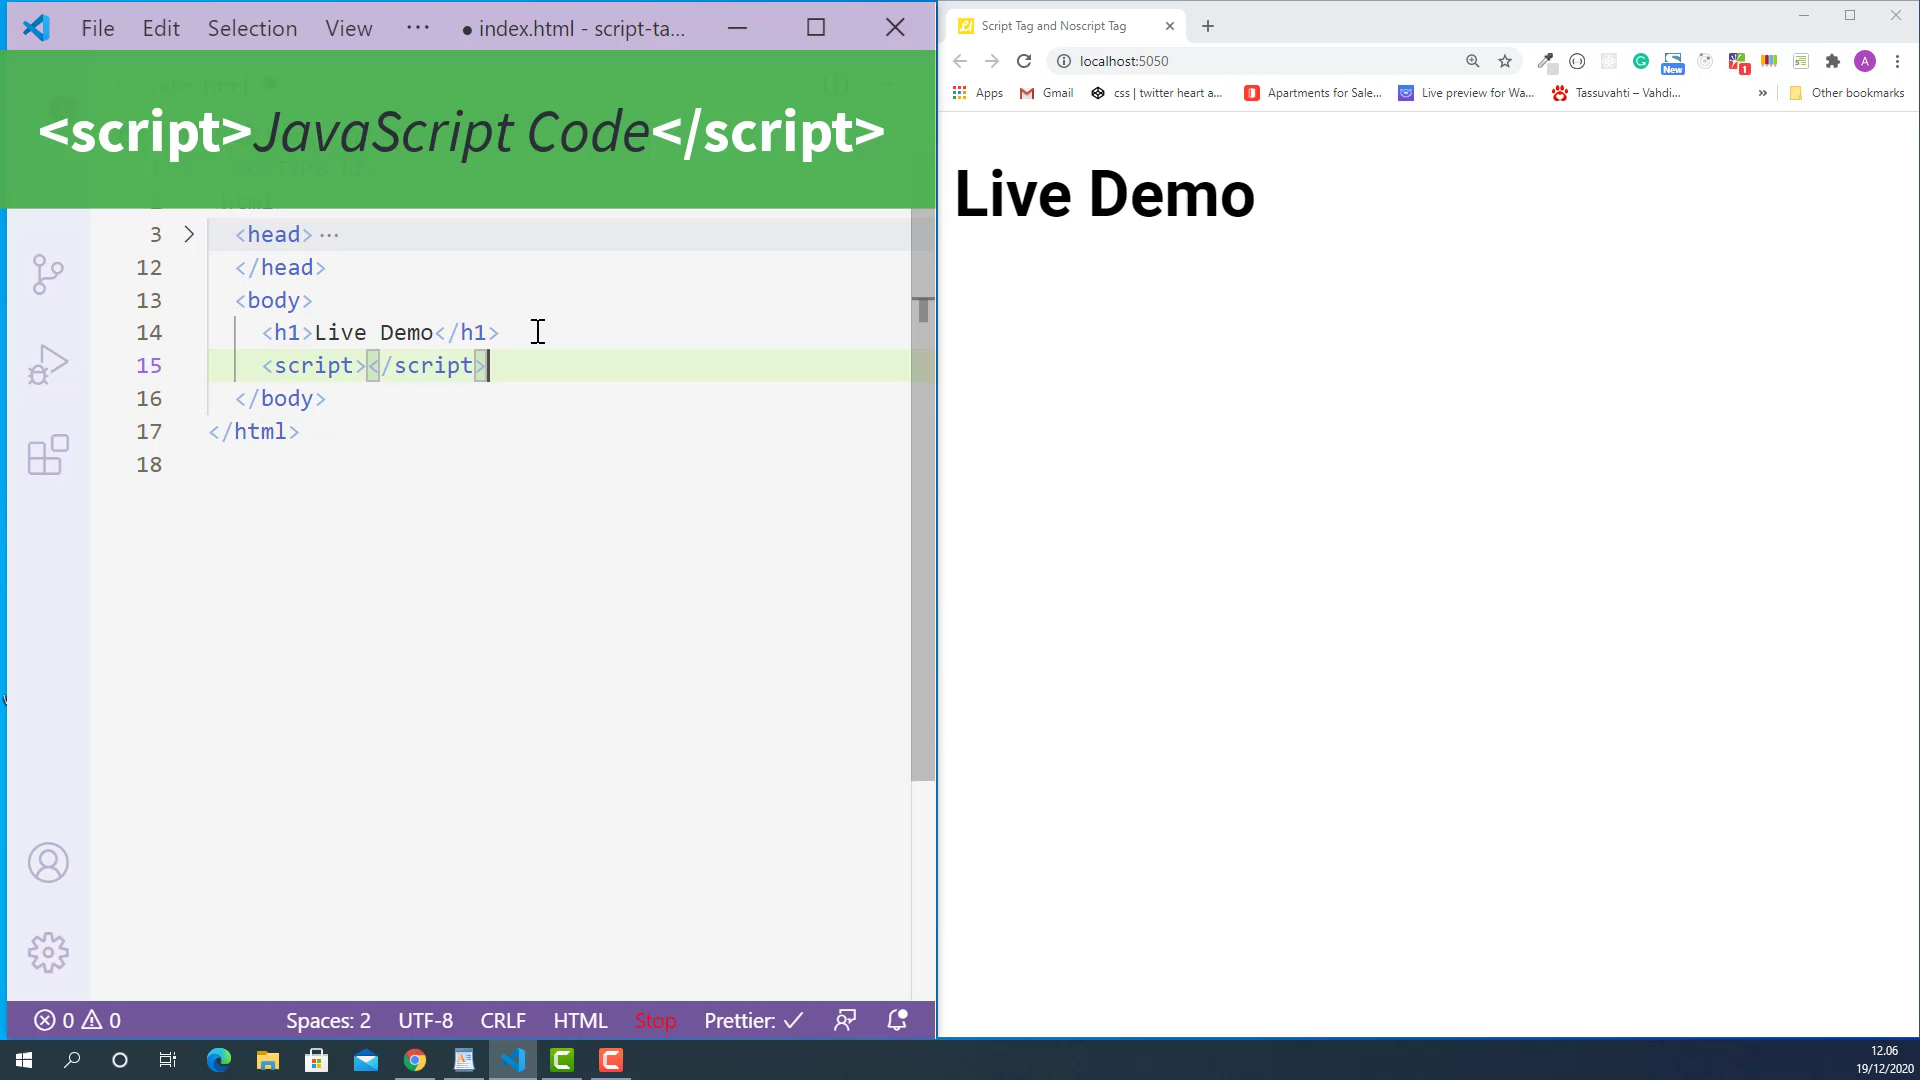 File Edit Selection View ··· ● index.html - script-ta...
<script>JavaScript Code</script>
2
3 <head> ···
12 </head>
13 <body>
14 <h1>Live Demo</h1>
15 <script></script>
16 </body>
17 </html>
18
0 0 Spaces: 2 UTF-8 CRLF HTML Stop Prettier: ✓
Script Tag and Noscript Tag
localhost:5050
New 1 A
Apps Gmail css | twitter heart a... Apartments for Sale... Live preview for Wa... Tassuvahti – Vahdi... » Other bookmarks
Live Demo
12.06
19/12/2020